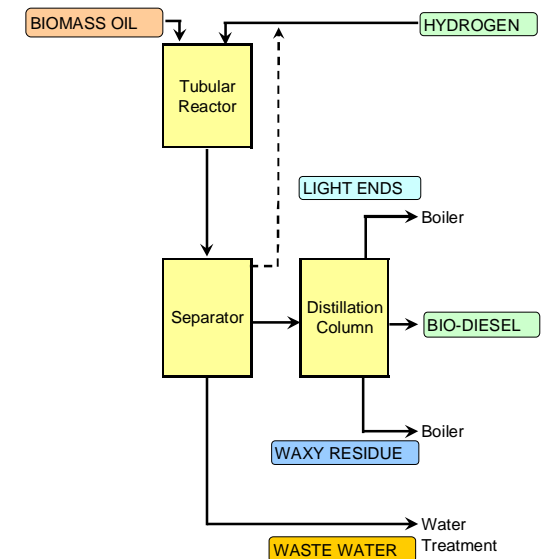 BIOMASS OIL
HYDROGEN
Tubular
Reactor
LIGHT ENDS
Boiler
Separator
Distillation
Column
BIO-DIESEL
Boiler
WAXY RESIDUE
Water
Treatment
WASTE WATER